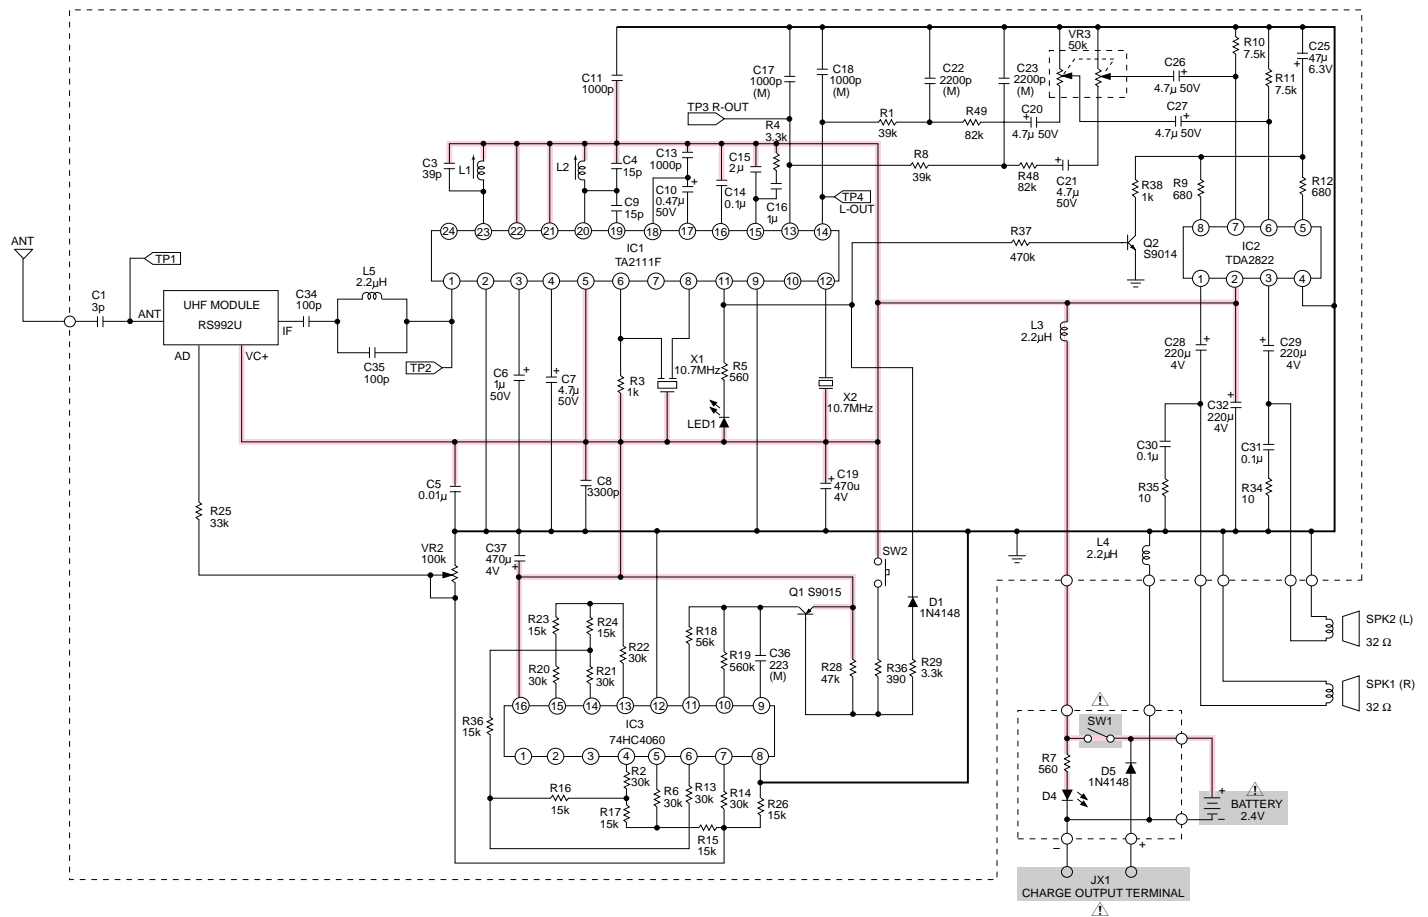 VR3
50k
R10
7.5k
C25
47µ
6.3V
C11
1000p
C17
1000p
(M)
C18
1000p
(M)
C22
2200p
(M)
C23
2200p
(M)
C26
4.7µ 50V
R11
7.5k
TP3 R-OUT
R1
39k
R49
82k
C20
4.7µ 50V
C27
4.7µ 50V
R4
3.3k
C3
39p
L1
L2
C4
15p
C13
1000p
C15
2µ
R8
39k
R48
82k
C21
4.7µ
50V
R38
1k
R9
680
R12
680
C9
15p
C10
0.47µ
50V
C14
0.1µ
C16
1µ
TP4
L-OUT
24 23 22 21 20 19 18 17 16 15 13 14
IC1
TA2111F
1 2 3 4 5 6 7 8 11 9 10 12
R37
470k
Q2
S9014
8 7 6 5
IC2
TDA2822
1 2 3 4
ANT
TP1
C1
3p
ANT
UHF MODULE
RS992U
IF
AD
VC+
C34
100p
L5
2.2µH
C35
100p
TP2
C6
1µ
50V
C7
4.7µ
50V
R3
1k
X1
10.7MHz
R5
560
LED1
X2
10.7MHz
L3
2.2µH
C28
220µ
4V
C29
220µ
4V
C32
220µ
4V
C30
0.1µ
C31
0.1µ
R35
10
R34
10
C5
0.01µ
C8
3300p
C19
470u
4V
R25
33k
VR2
100k
C37
470µ
4V
SW2
L4
2.2µH
Q1 S9015
D1
1N4148
R23
15k
R24
15k
R22
30k
R20
30k
R21
30k
R18
56k
R19
560k
C36
223
(M)
R28
47k
R36
390
R29
3.3k
SPK2 (L)
32 Ω
SPK1 (R)
32 Ω
R36
15k
16 15 14 13 12 11 10 9
IC3
74HC4060
1 2 3 4 5 6 7 8
R2
30k
R16
15k
R17
15k
R6
30k
R13
30k
R14
30k
R26
15k
R15
15k
SW1
R7
560
D5
1N4148
D4
+
BATTERY
2.4V
−
− +
JX1
CHARGE OUTPUT TERMINAL